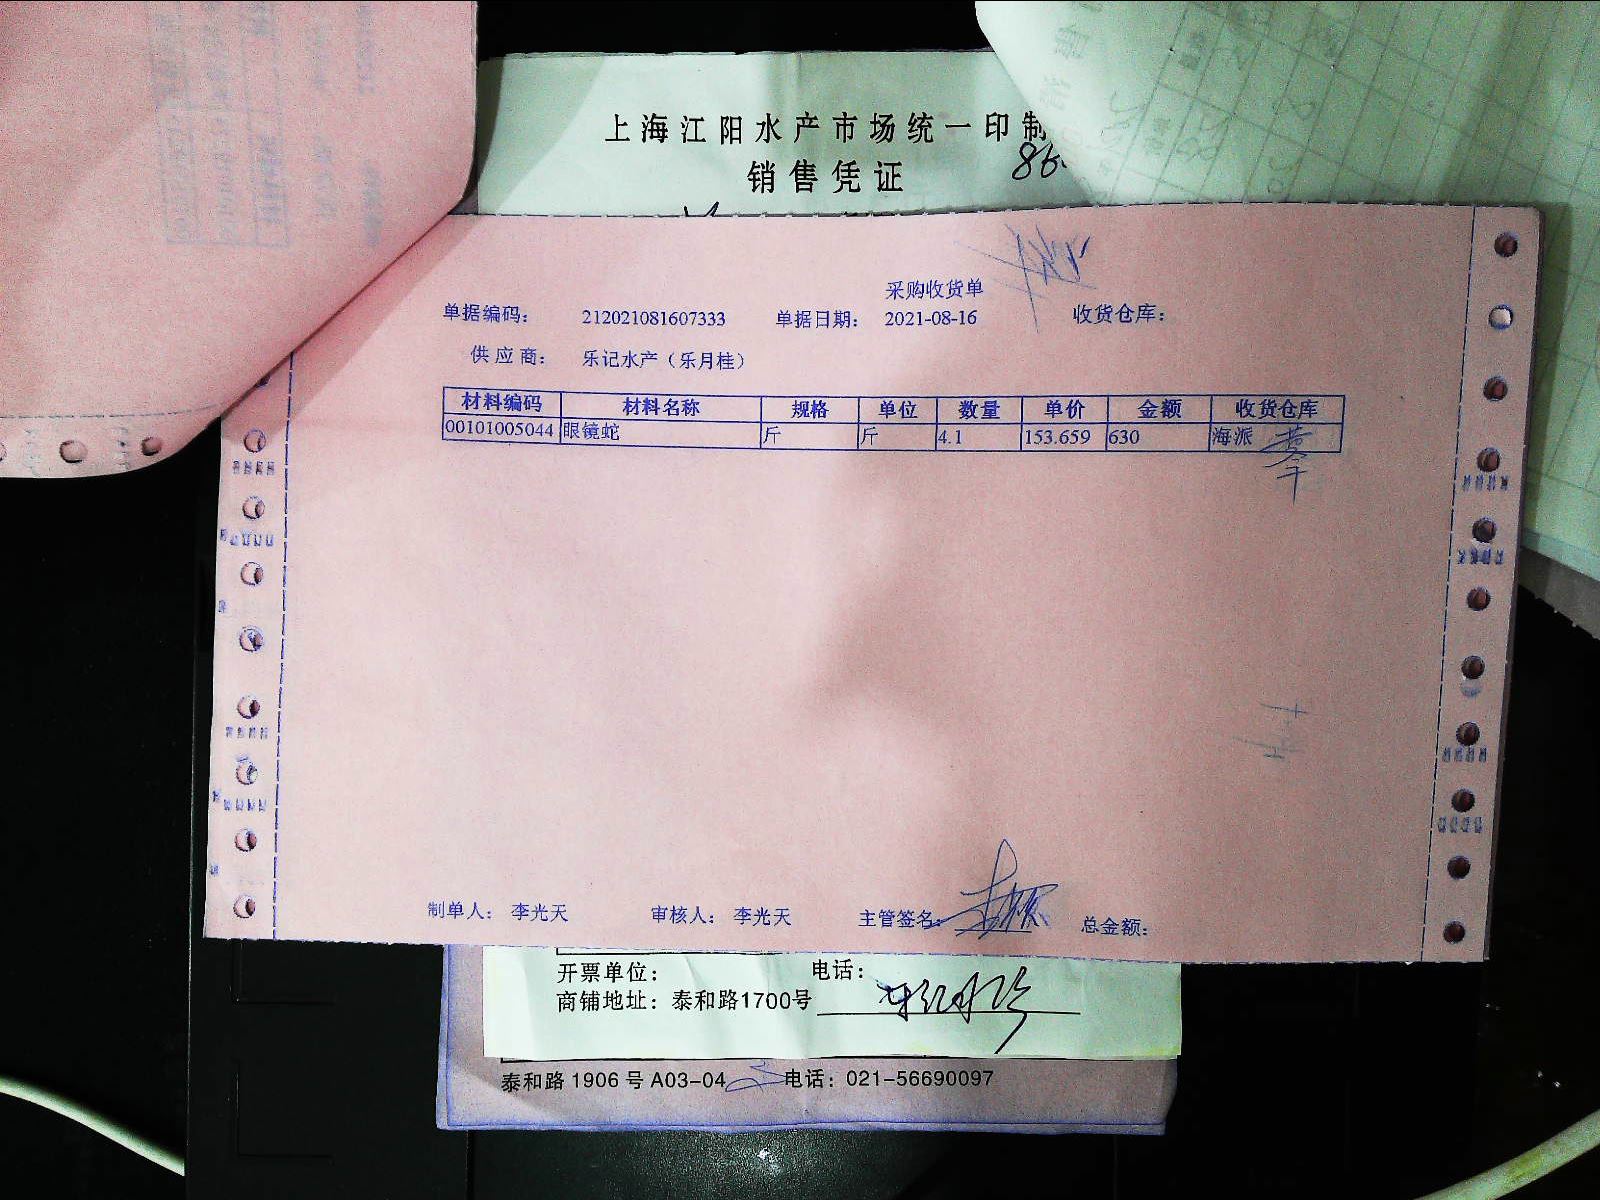 上海江阳水产市场统一印制
销售凭证
采购收货单
单据编码： 212021081607333 单据日期： 2021-08-16 收货仓库：
供应商： 乐记水产（乐月桂）
材料编码 材料名称 规格 单位 数量 单价 金额 收货仓库
00101005044 眼镜蛇 斤 斤 4.1 153.659 630 海派
制单人： 李光天 审核人： 李光天 主管签名： 总金额：
开票单位： 电话：
商铺地址：泰和路1700号
泰和路 1906 号 A03-04 电话：021-56690097